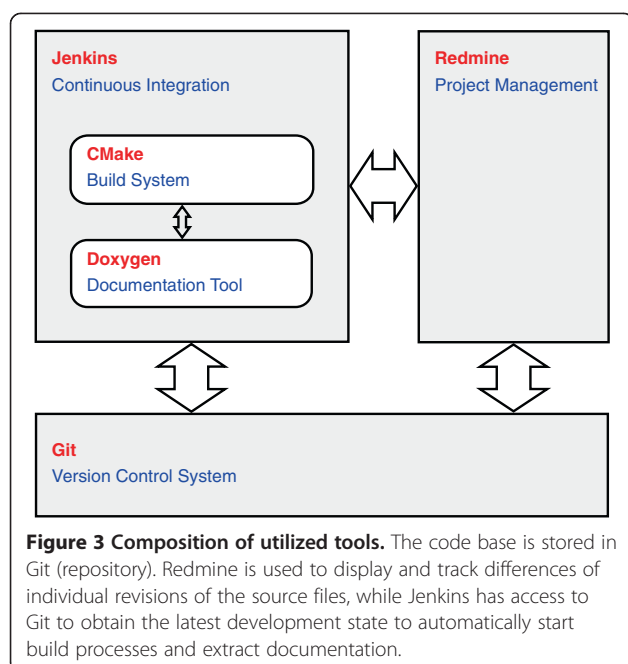 Jenkins
Continuous Integration
Redmine
Project Management
CMake
Build System
Doxygen
Documentation Tool
Git
Version Control System
Figure 3 Composition of utilized tools. The code base is stored in
Git (repository). Redmine is used to display and track differences of
individual revisions of the source files, while Jenkins has access to
Git to obtain the latest development state to automatically start
build processes and extract documentation.